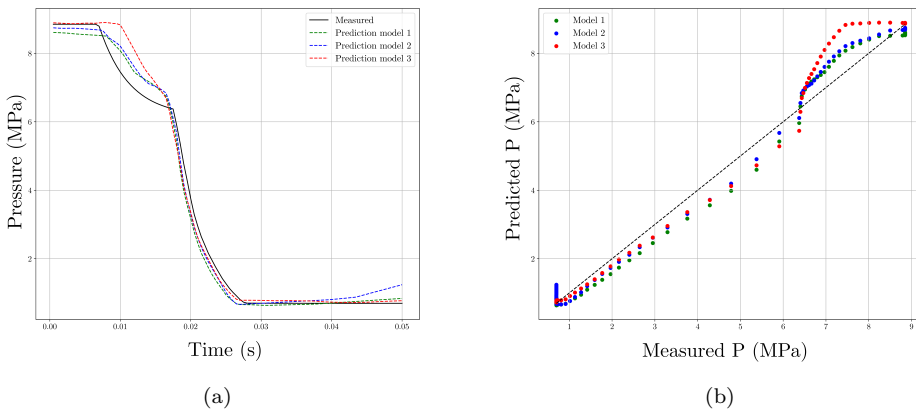 Measured
Prediction model 1
Prediction model 2
Prediction model 3
8
6
4
2
0.00
0.01
0.02
0.03
0.04
0.05
Pressure (MPa)
Time (s)
(a)
Model 1
Model 2
Model 3
8
6
4
2
1
2
3
4
5
6
7
8
9
Predicted P (MPa)
Measured P (MPa)
(b)